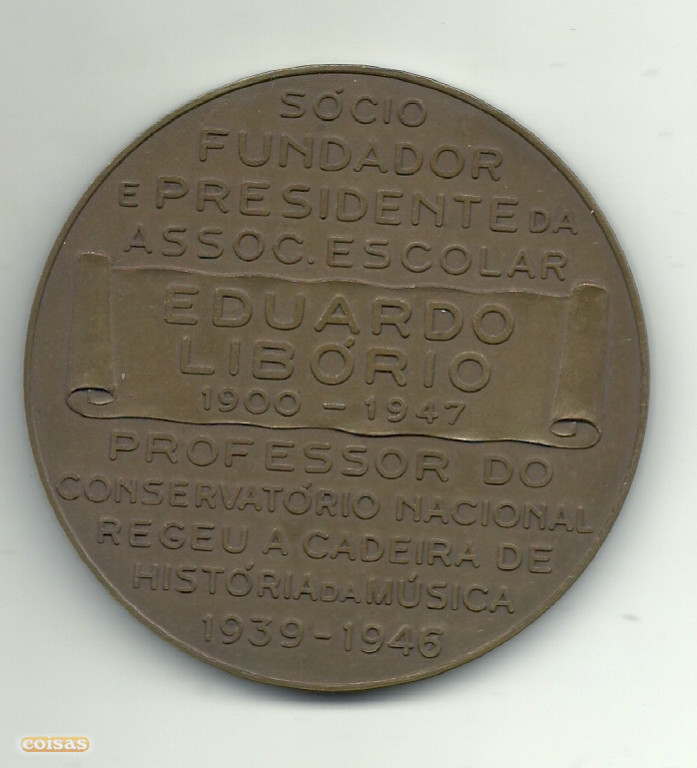 SÓCIO
FUNDADOR
E PRESIDENTE DA
ASSOC. ESCOLAR
EDUARDO
LIBÓRIO
1900 - 1947
PROFESSOR DO
CONSERVATÓRIO NACIONAL
REGEU A CADEIRA DE
HISTÓRIA DA MÚSICA
1939-1946
coisas